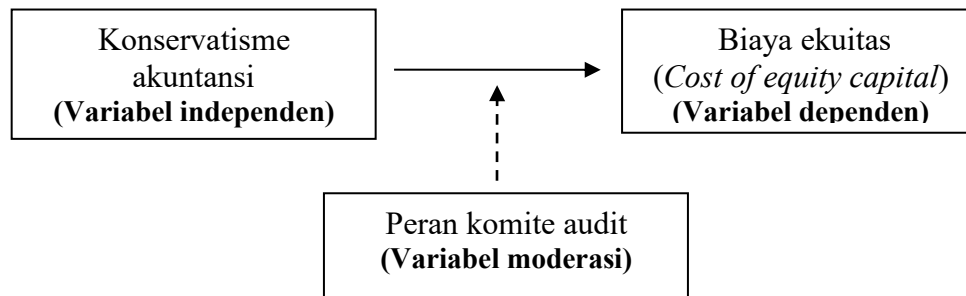 Konservatisme
akuntansi
(Variabel independen)
Biaya ekuitas
(Cost of equity capital)
(Variabel dependen)
Peran komite audit
(Variabel moderasi)